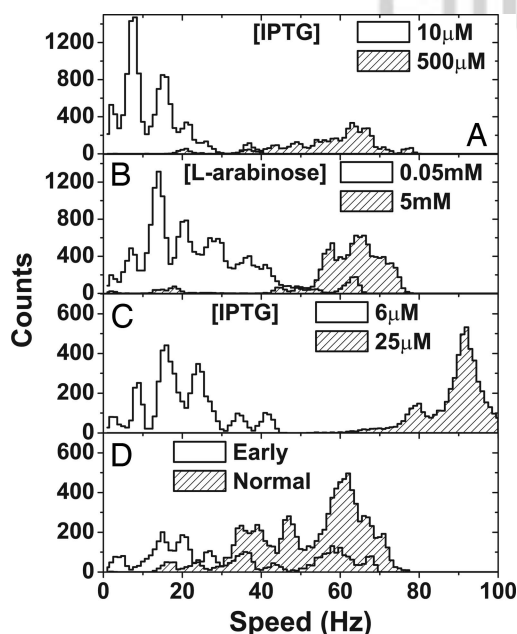 1200
800
400
0
[IPTG]
10μM
500μM
A
1200
800
400
0
B
[L-arabinose]
0.05mM
5mM
600
400
200
0
C
[IPTG]
6μM
25μM
600
400
200
0
D
Early
Normal
0 20 40 60 80 100
Speed (Hz)
Counts